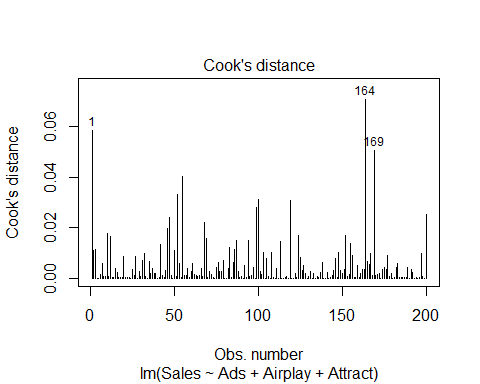 Cook's distance
164
1
169
Cook's distance
0.06
0.04
0.02
0.00
0 50 100 150 200
Obs. number
lm(Sales ~ Ads + Airplay + Attract)